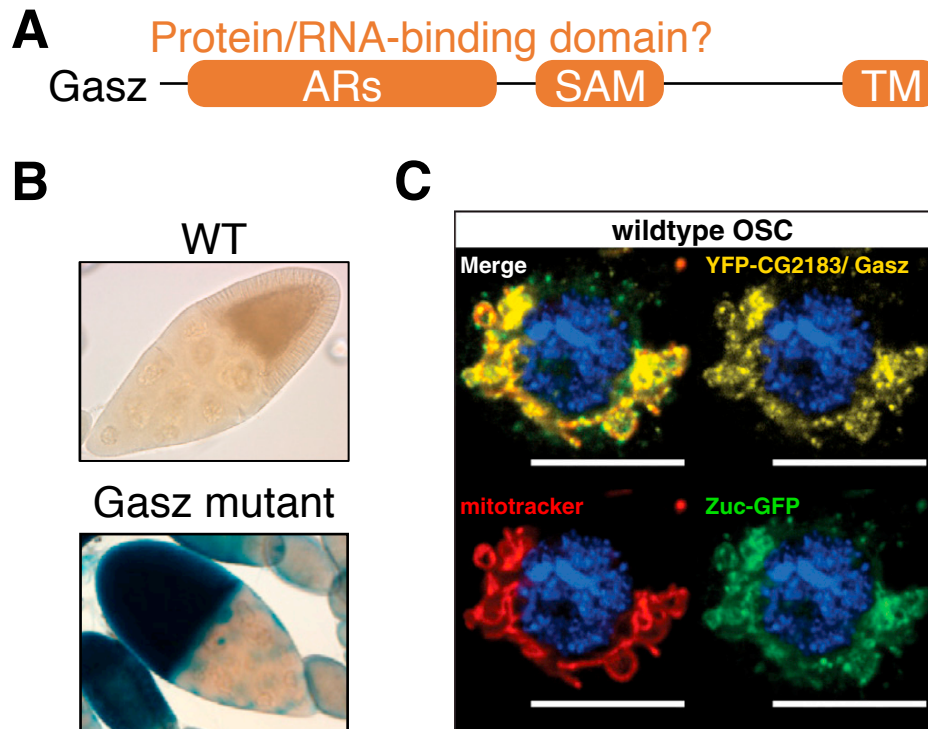 A
Protein/RNA-binding domain?
Gasz
ARs
SAM
TM
B
WT
Gasz mutant
C
wildtype OSC
Merge
YFP-CG2183/ Gasz
mitotracker
Zuc-GFP